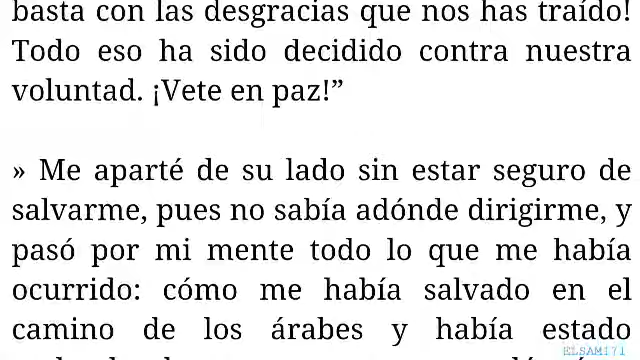 basta con las desgracias que nos has traído!
Todo eso ha sido decidido contra nuestra
voluntad. ¡Vete en paz!”
» Me aparté de su lado sin estar seguro de
salvarme, pues no sabía adónde dirigirme, y
pasó por mi mente todo lo que me había
ocurrido: cómo me había salvado en el
camino de los árabes y había estado
ELSAM171